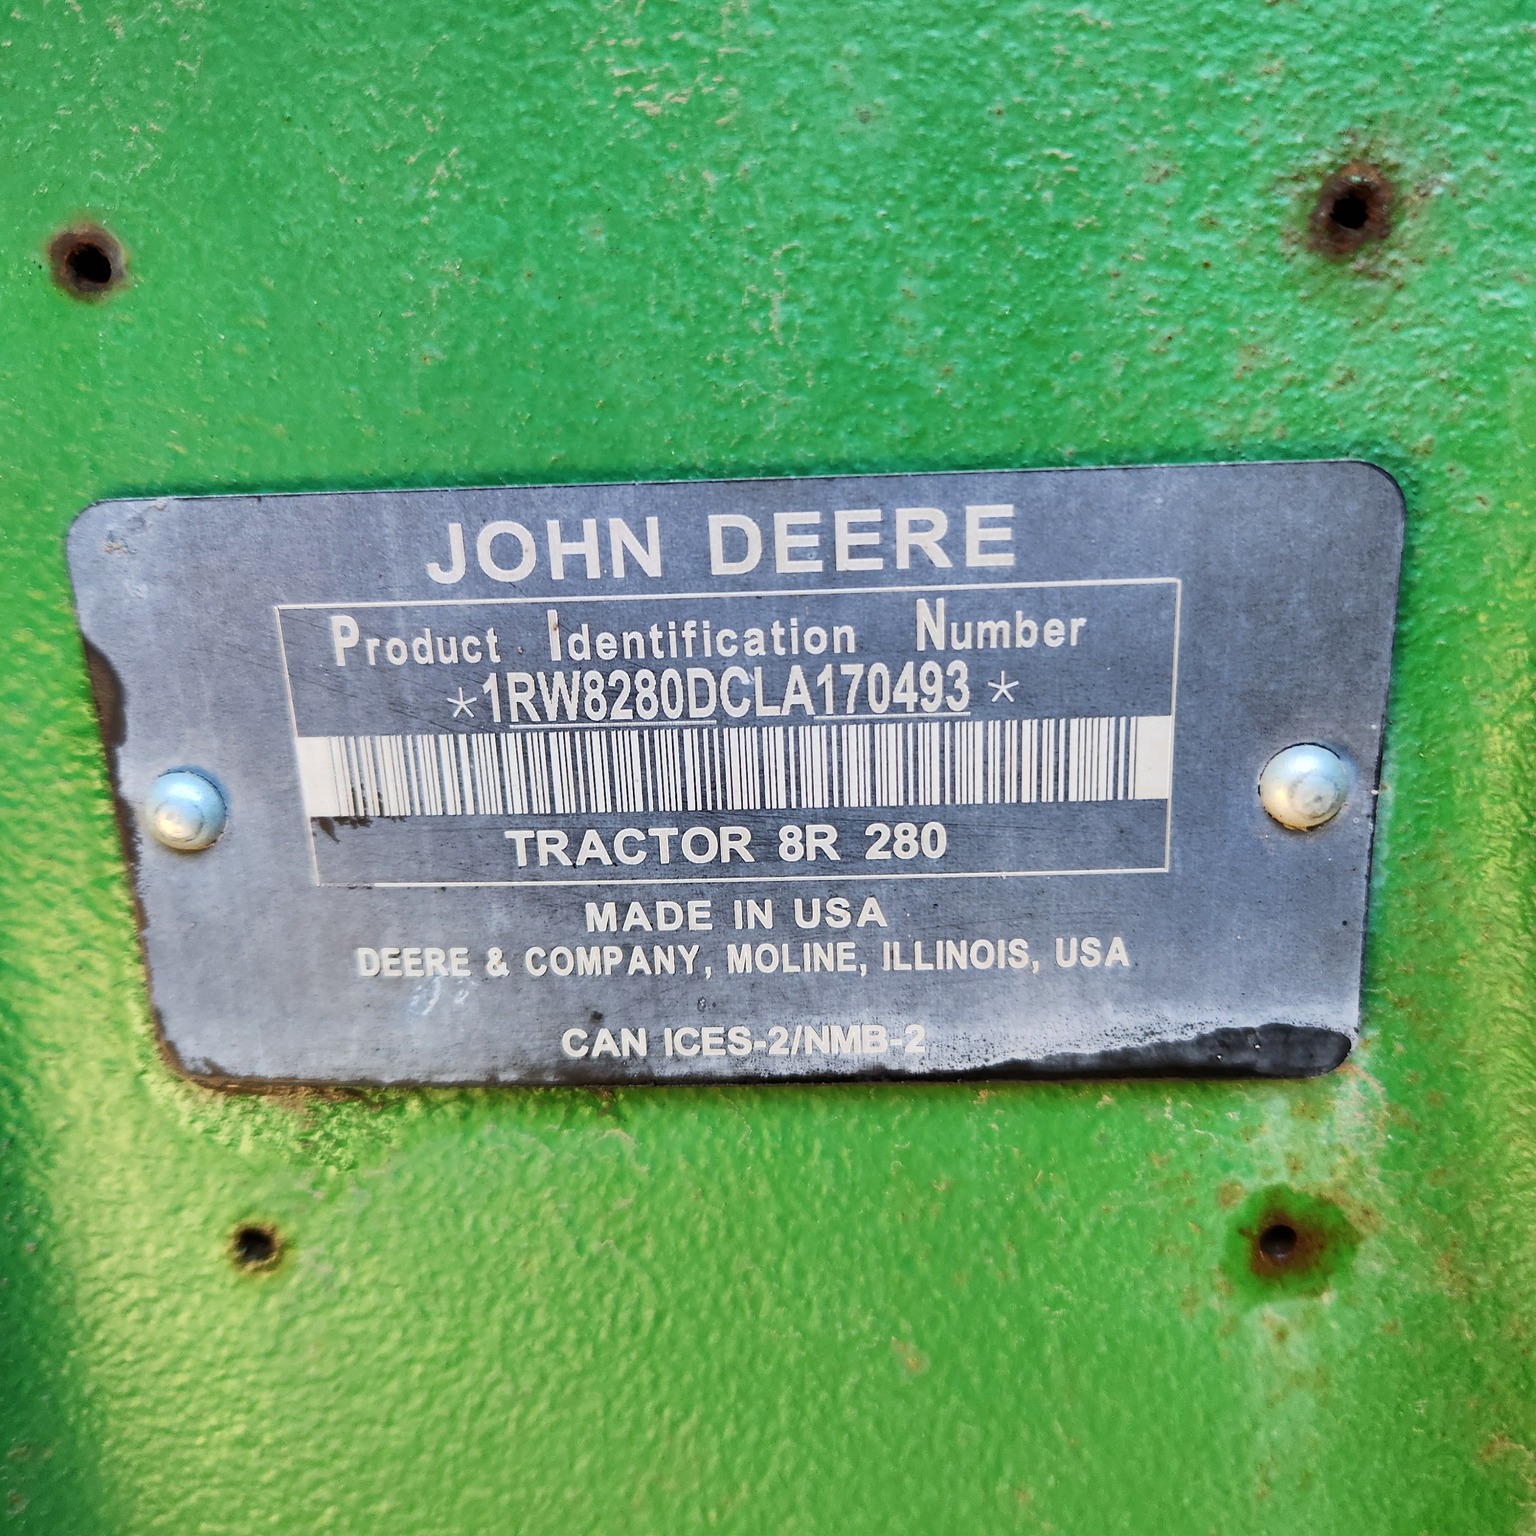 JOHN DEERE
Product Identification Number
*1RW8280DCLA170493*
TRACTOR 8R 280
MADE IN USA
DEERE & COMPANY, MOLINE, ILLINOIS, USA
CAN ICES-2/NMB-2